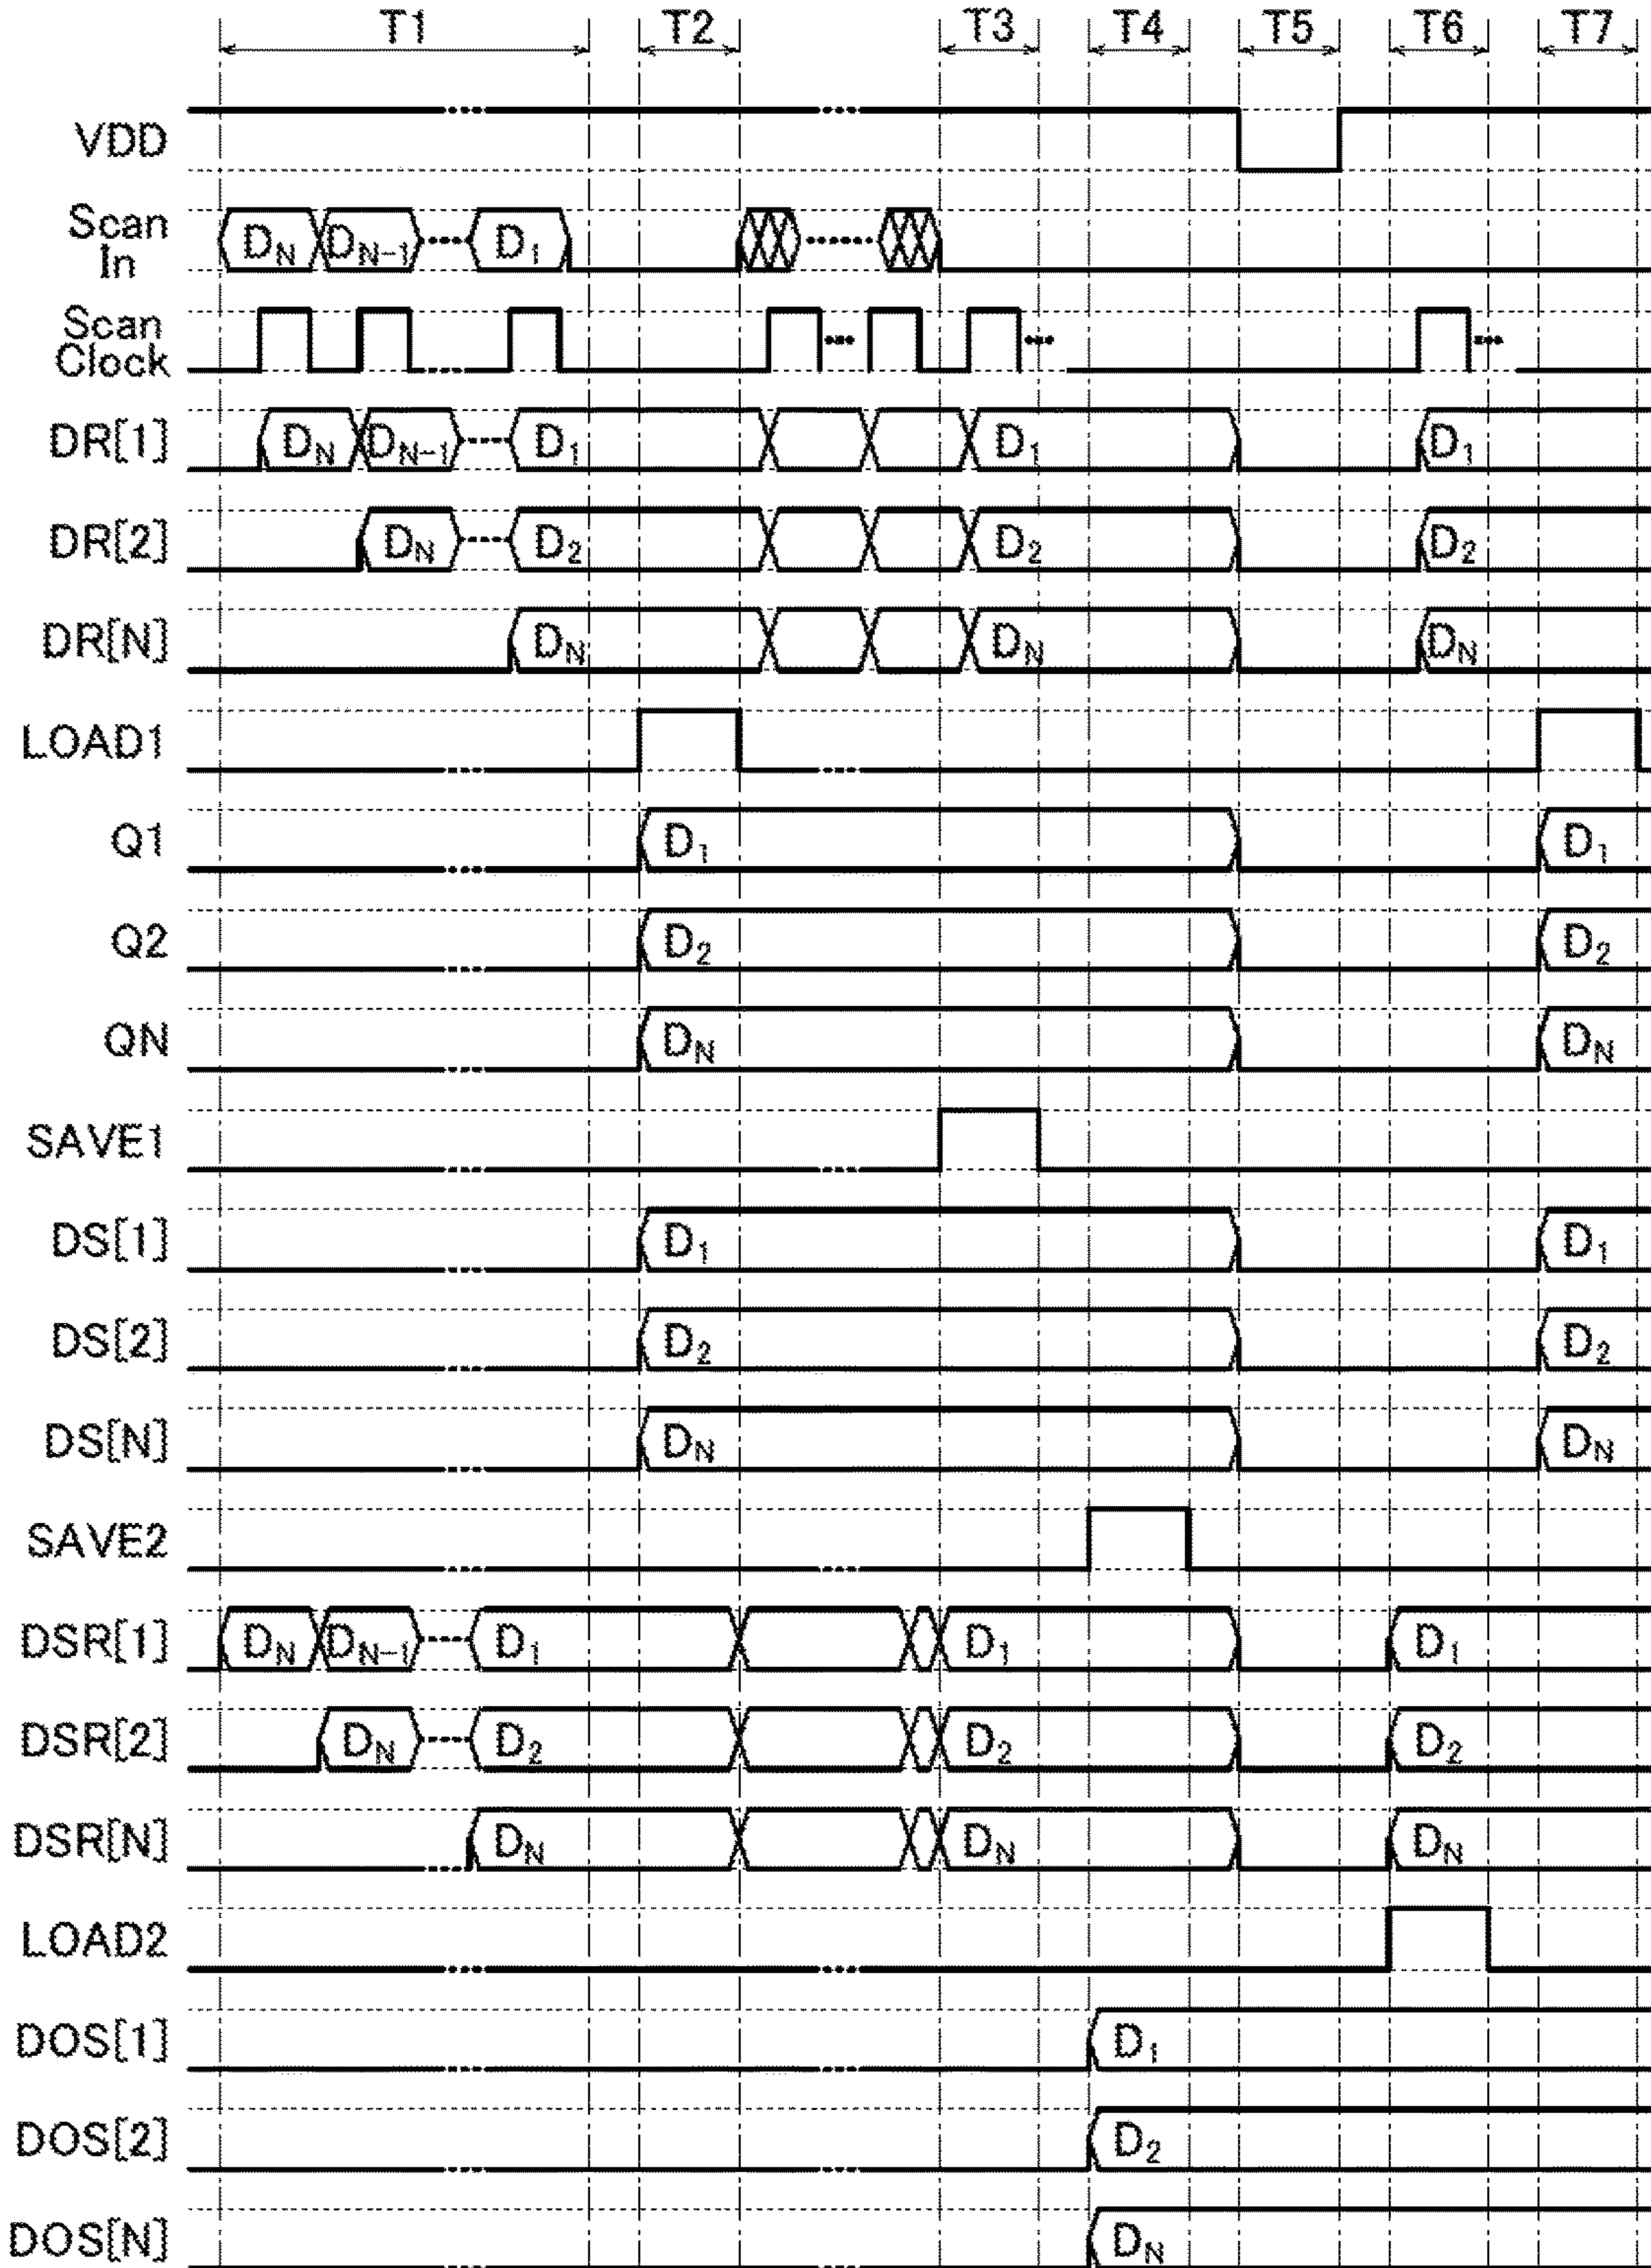 T1 T2 T3 T4 T5 T6 T7
VDD
Scan In D_N D_{N-1} D_1
Scan Clock
DR[1] D_N D_{N-1} D_1 D_1 D_1
DR[2] D_N D_2 D_2 D_2
DR[N] D_N D_N D_N
LOAD1
Q1 D_1 D_1
Q2 D_2 D_2
QN D_N D_N
SAVE1
DS[1] D_1 D_1
DS[2] D_2 D_2
DS[N] D_N D_N
SAVE2
DSR[1] D_N D_{N-1} D_1 D_1 D_1
DSR[2] D_N D_2 D_2 D_2
DSR[N] D_N D_N D_N
LOAD2
DOS[1] D_1
DOS[2] D_2
DOS[N] D_N